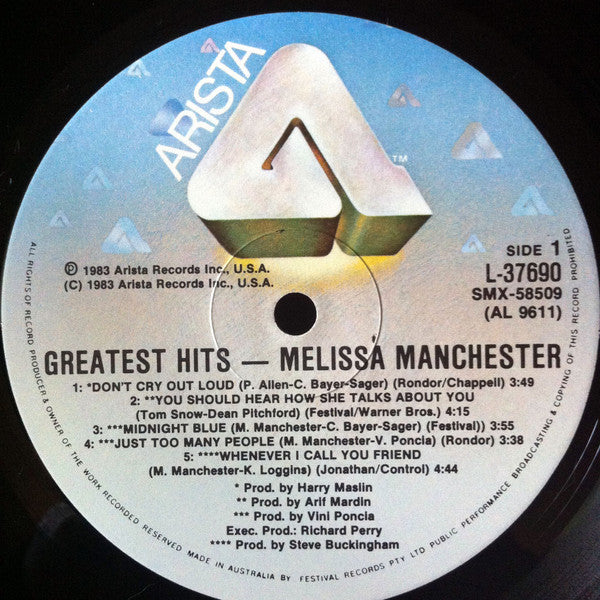 ARISTA
TM
SIDE 1
L-37690
SMX-58509
(AL 9611)
℗ 1983 Arista Records Inc., U.S.A.
(C) 1983 Arista Records Inc., U.S.A.
GREATEST HITS — MELISSA MANCHESTER
1: *DON'T CRY OUT LOUD (P. Allen-C. Bayer-Sager) (Rondor/Chappell) 3:49
2: **YOU SHOULD HEAR HOW SHE TALKS ABOUT YOU
(Tom Snow-Dean Pitchford) (Festival/Warner Bros.) 4:15
3: ***MIDNIGHT BLUE (M. Manchester-C. Bayer-Sager) (Festival)) 3:55
4: ***JUST TOO MANY PEOPLE (M. Manchester-V. Poncia) (Rondor) 3:38
5: ****WHENEVER I CALL YOU FRIEND
(M. Manchester-K. Loggins) (Jonathan/Control) 4:44
* Prod. by Harry Maslin
** Prod. by Arif Mardin
*** Prod. by Vini Poncia
Exec. Prod.: Richard Perry
**** Prod. by Steve Buckingham
ALL RIGHTS OF RECORD PRODUCER & OWNER OF THE WORK RECORDED RESERVED MADE IN AUSTRALIA BY FESTIVAL RECORDS PTY LTD PUBLIC PERFORMANCE BROADCASTING & COPYING OF THIS RECORD PROHIBITED